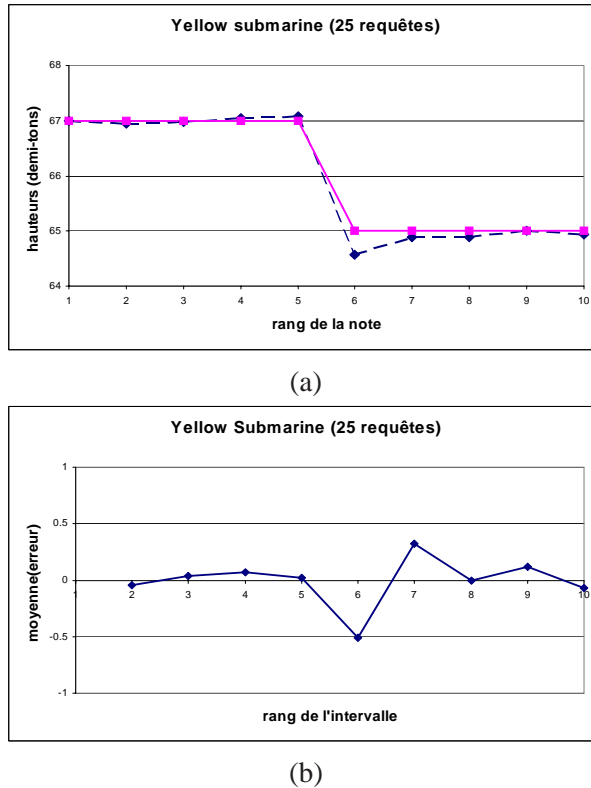 Yellow submarine (25 requêtes)
68
67
66
65
64
hauteurs (demi-tons)
1 2 3 4 5 6 7 8 9 10
rang de la note
(a)
Yellow Submarine (25 requêtes)
1
0.5
0
-0.5
-1
moyenne(erreur)
1 2 3 4 5 6 7 8 9 10
rang de l'intervalle
(b)